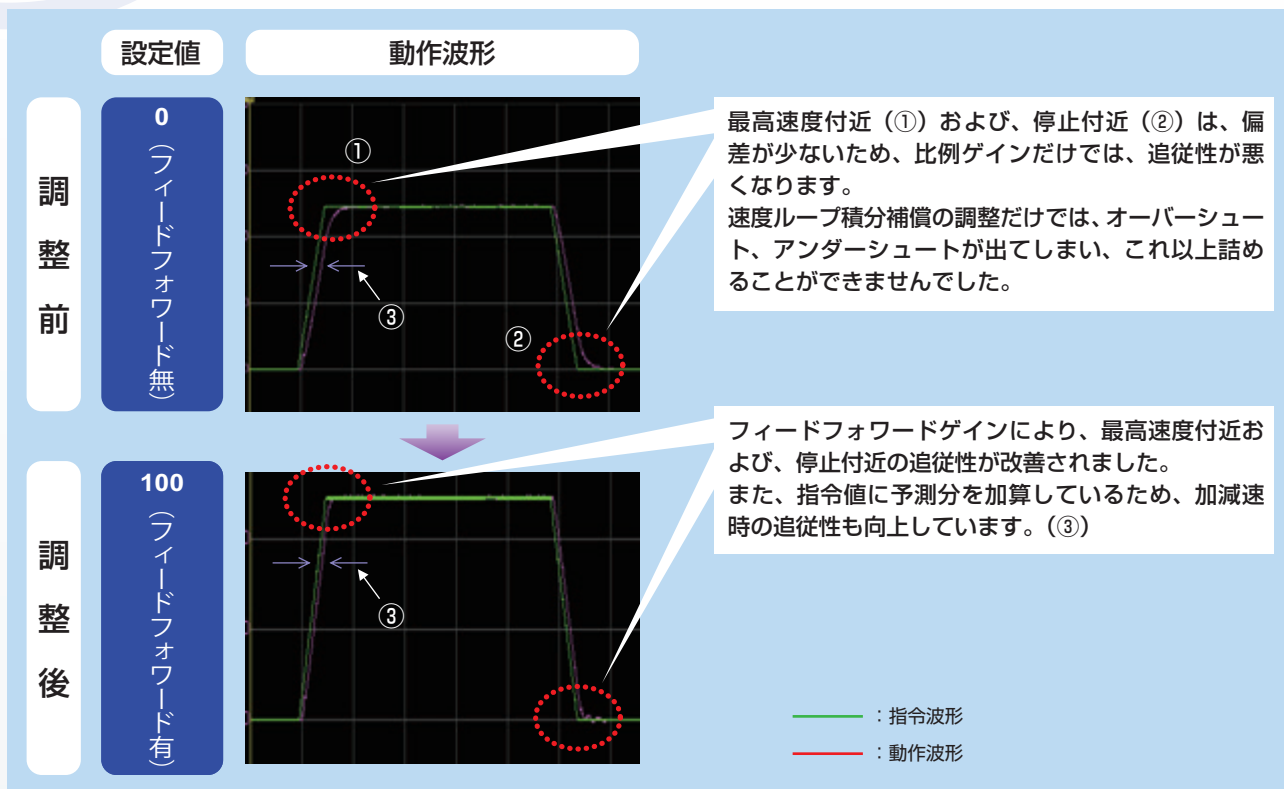 設定値
動作波形
調整前
0（フィードフォワード無）
①
②
③
最高速度付近（①）および、停止付近（②）は、偏
差が少ないため、比例ゲインだけでは、追従性が悪
くなります。
速度ループ積分補償の調整だけでは、オーバーシュー
ト、アンダーシュートが出てしまい、これ以上詰め
ることができませんでした。
調整後
100（フィードフォワード有）
③
フィードフォワードゲインにより、最高速度付近お
よび、停止付近の追従性が改善されました。
また、指令値に予測分を加算しているため、加減速
時の追従性も向上しています。（③）
：指令波形
：動作波形